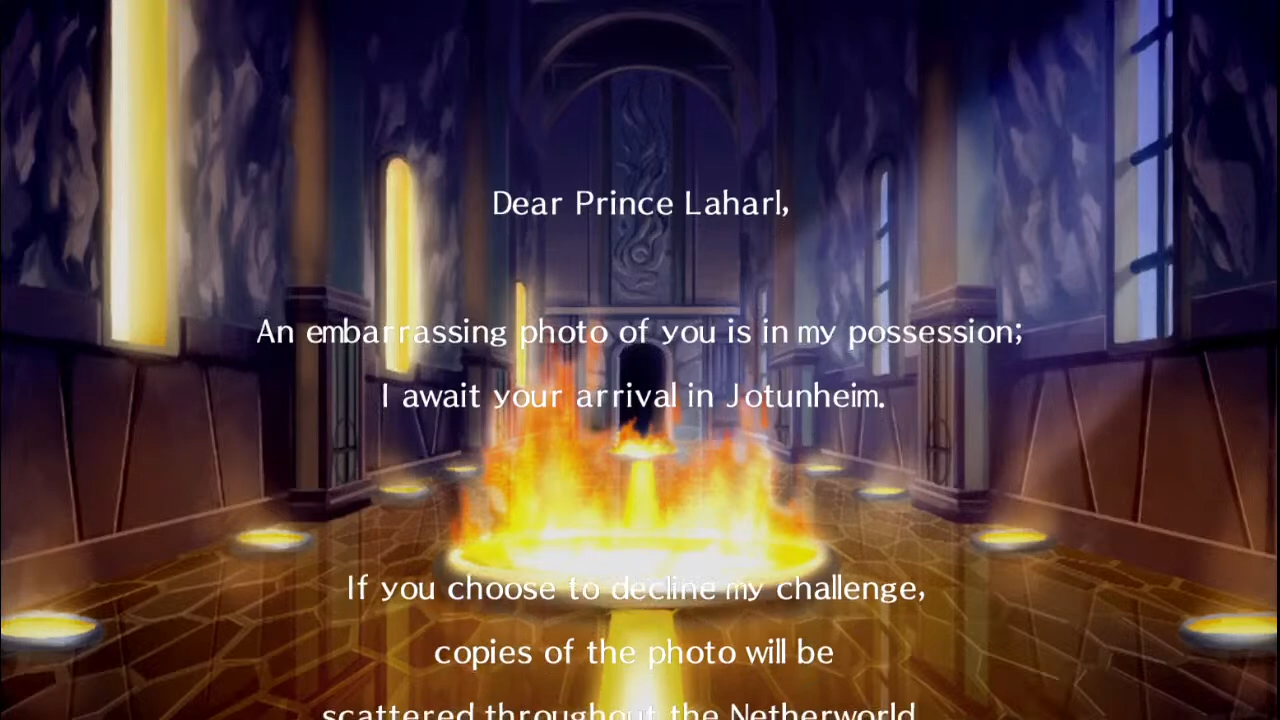 Dear Prince Laharl,
An embarrassing photo of you is in my possession;
I await your arrival in Jotunheim.
If you choose to decline my challenge,
copies of the photo will be
scattered throughout the Netherworld